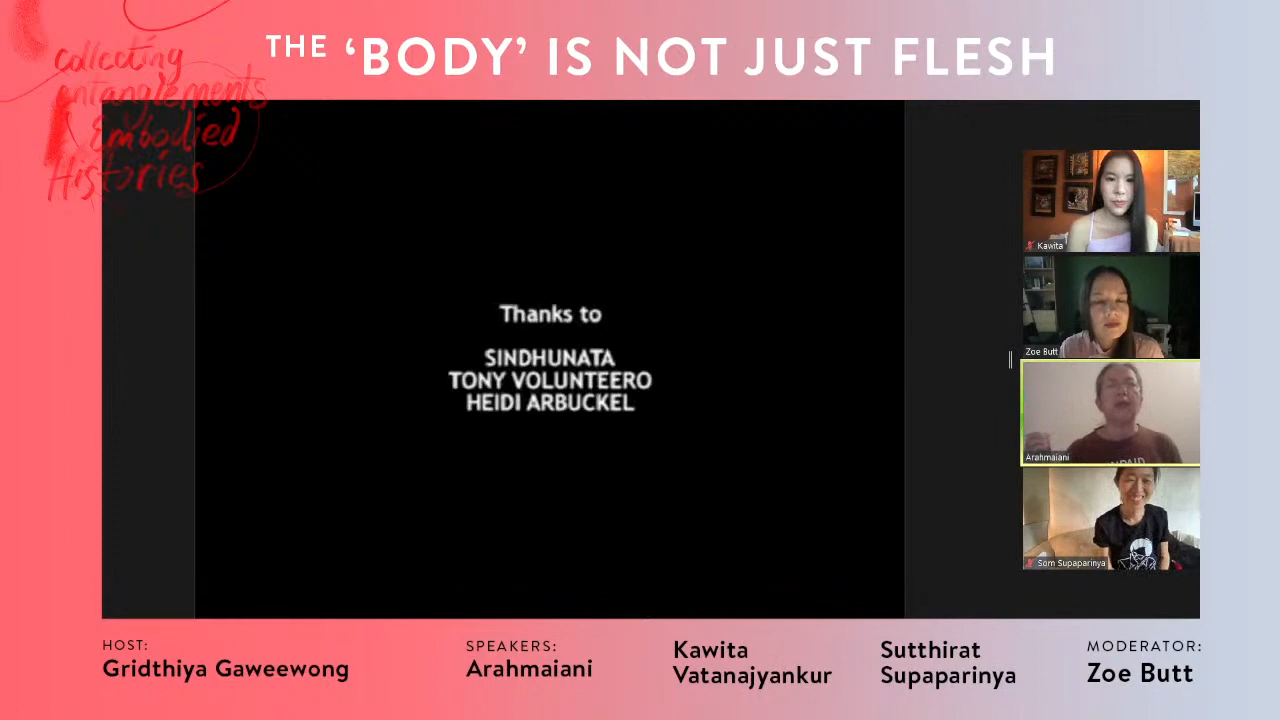 THE ‘BODY’ IS NOT JUST FLESH
collecting
entanglements
Embodied
Histories
Thanks to
SINDHUNATA
TONY VOLUNTEERO
HEIDI ARBUCKEL
Kawita
Zoe Butt
Arahmaiani
UNPAID
Som Supaparinya
HOST:
Gridthiya Gaweewong
SPEAKERS:
Arahmaiani
Kawita
Vatanajyankur
Sutthirat
Supaparinya
MODERATOR:
Zoe Butt